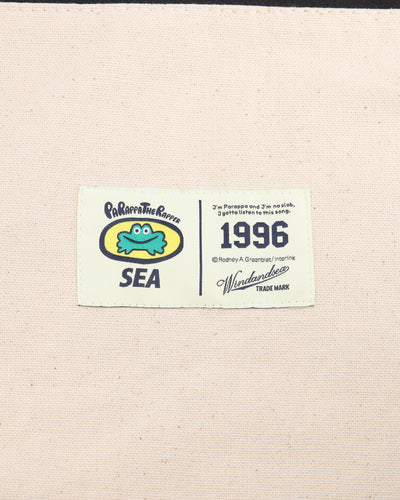 PARAPPA THE RAPPER
SEA
I'm Parappa and I'm no slob,
I gotta listen to this song.
1996
©Rodney A.Greenblat/Interlink
Windandsea
TRADE MARK